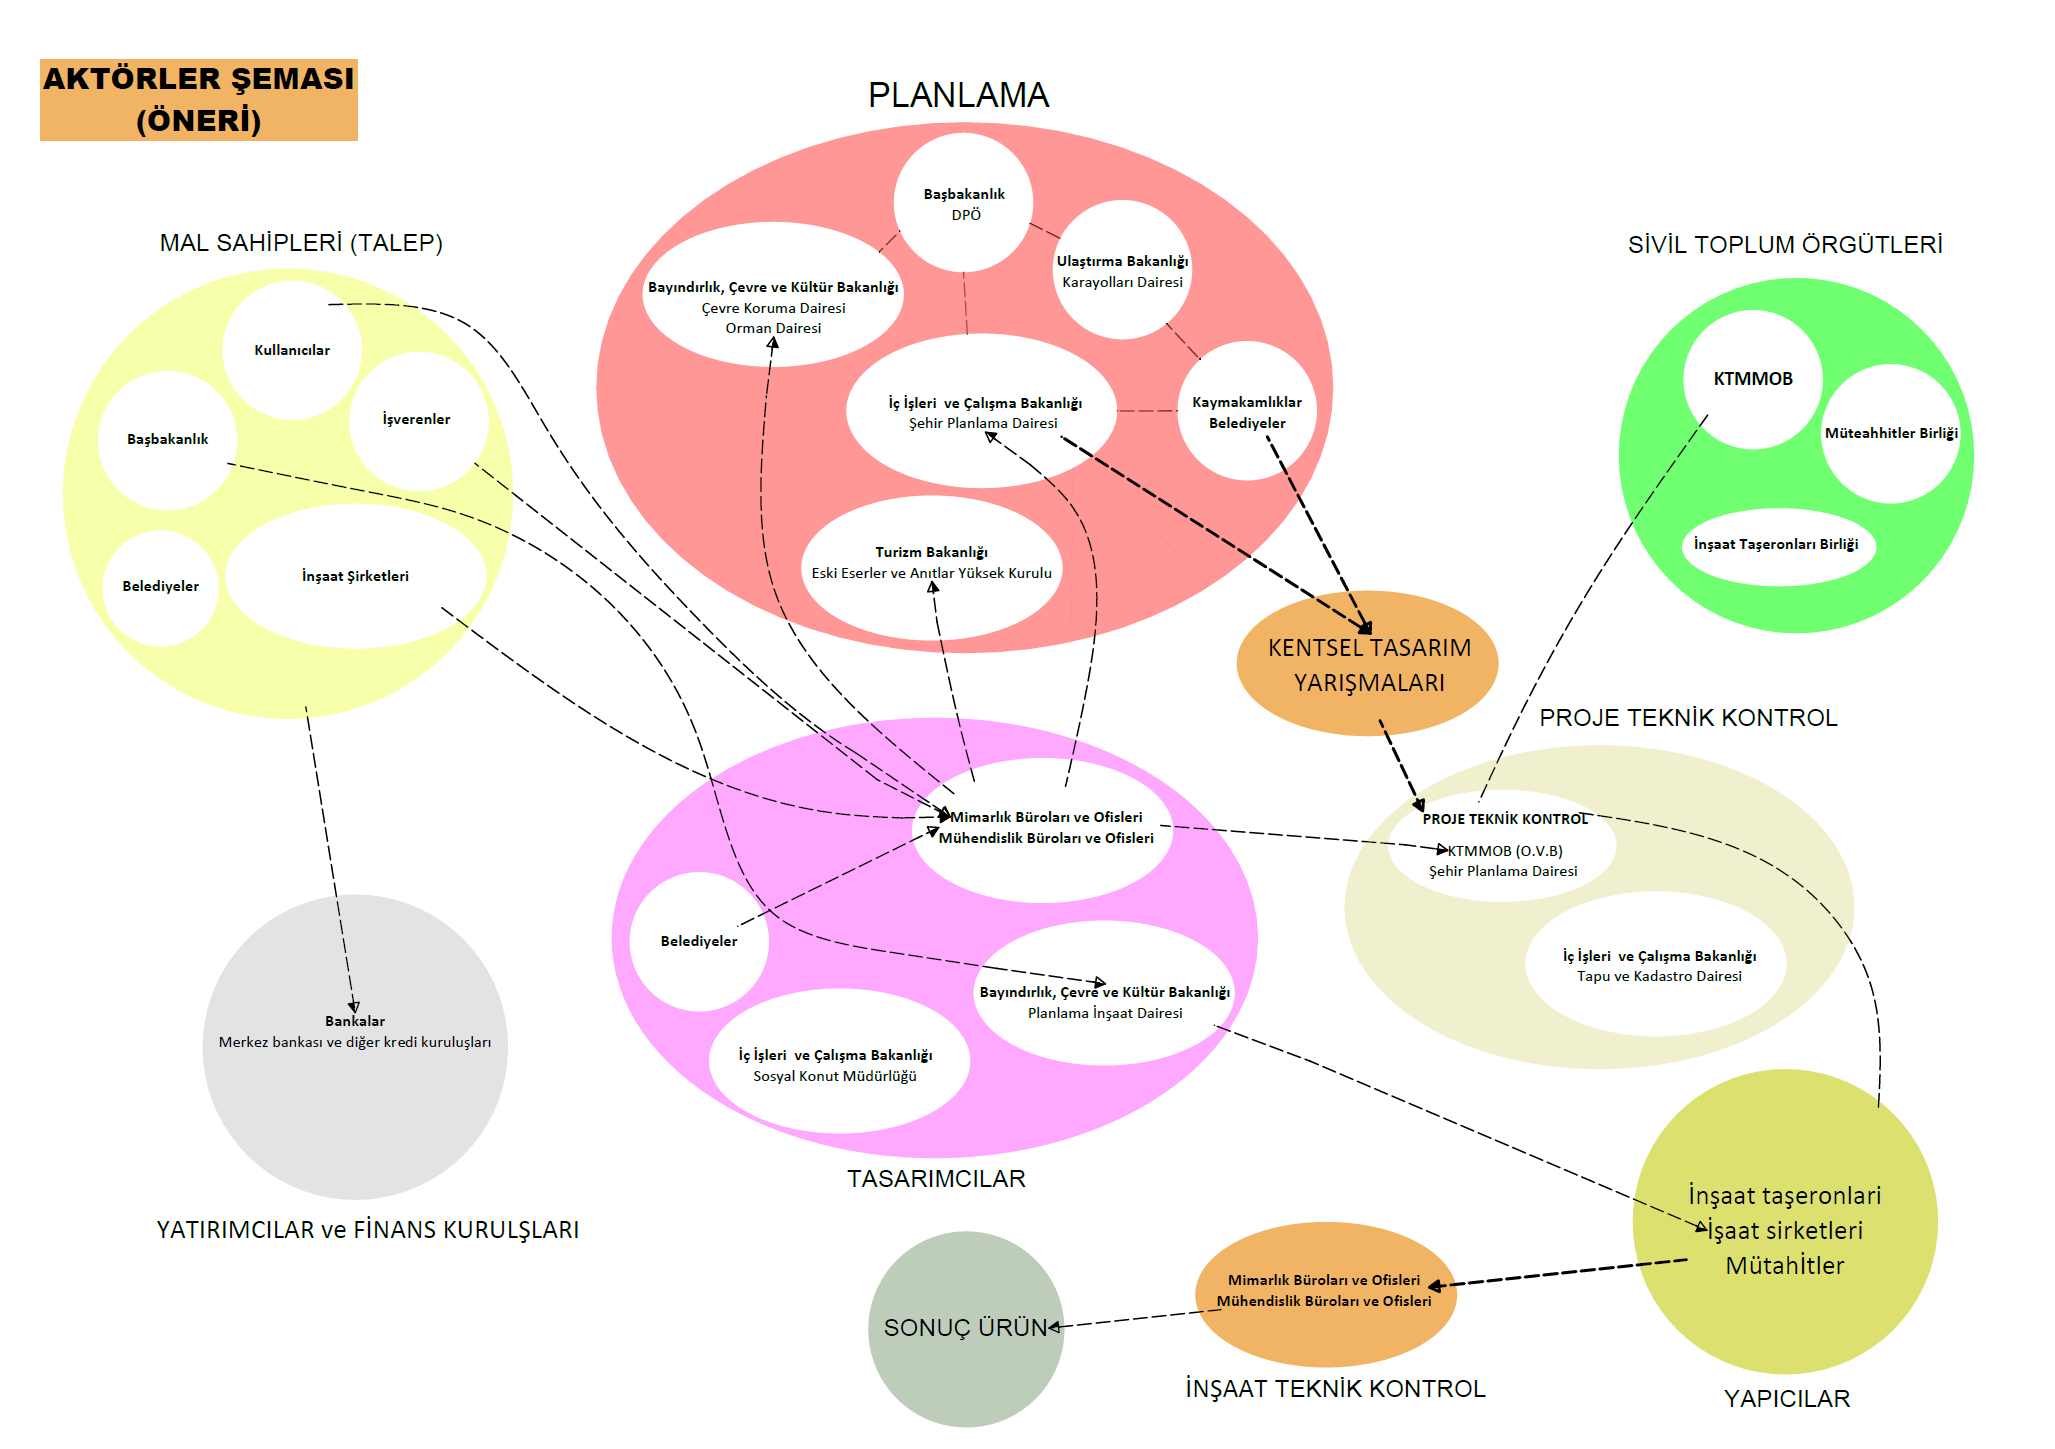 AKTÖRLER ŞEMASI
(ÖNERİ)
PLANLAMA
Başbakanlık
DPÖ
Ulaştırma Bakanlığı
Karayolları Dairesi
Bayındırlık, Çevre ve Kültür Bakanlığı
Çevre Koruma Dairesi
Orman Dairesi
İç İşleri ve Çalışma Bakanlığı
Şehir Planlama Dairesi
Kaymakamlıklar
Belediyeler
Turizm Bakanlığı
Eski Eserler ve Anıtlar Yüksek Kurulu
MAL SAHİPLERİ (TALEP)
Kullanıcılar
İşverenler
Başbakanlık
İnşaat Şirketleri
Belediyeler
SİVİL TOPLUM ÖRGÜTLERİ
KTMMOB
Müteahhitler Birliği
İnşaat Taşeronları Birliği
KENTSEL TASARIM
YARIŞMALARI
PROJE TEKNİK KONTROL
PROJE TEKNİK KONTROL
KTMMOB (O.V.B)
Şehir Planlama Dairesi
İç İşleri ve Çalışma Bakanlığı
Tapu ve Kadastro Dairesi
Mimarlık Büroları ve Ofisleri
Mühendislik Büroları ve Ofisleri
Belediyeler
Bayındırlık, Çevre ve Kültür Bakanlığı
Planlama İnşaat Dairesi
İç İşleri ve Çalışma Bakanlığı
Sosyal Konut Müdürlüğü
TASARIMCILAR
Bankalar
Merkez bankası ve diğer kredi kuruluşları
YATIRIMCILAR ve FİNANS KURULŞLARI
İnşaat taşeronlari
İşaat sirketleri
Mütahİtler
YAPICILAR
Mimarlık Büroları ve Ofisleri
Mühendislik Büroları ve Ofisleri
İNŞAAT TEKNİK KONTROL
SONUÇ ÜRÜN